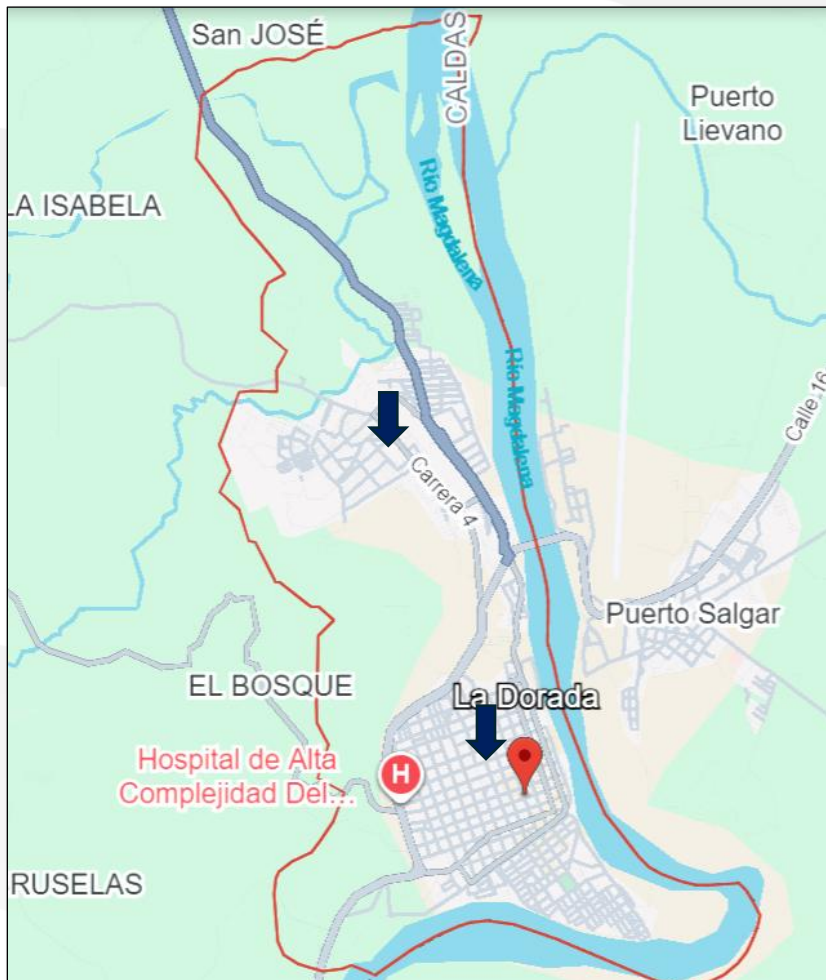 San JOSÉ
CALDAS
Puerto
Lievano
Río Magdalena
LA ISABELA
Río Magdalena
Calle 16
Carrera 4
Puerto Salgar
EL BOSQUE
La Dorada
Hospital de Alta
Complejidad Del...
H
RUSELAS